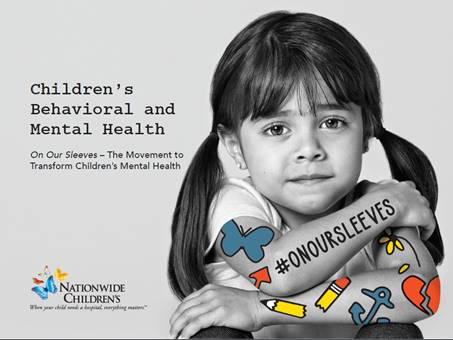 Children's
Behavioral and
Mental Health
On Our Sleeves – The Movement to
Transform Children's Mental Health
#ONOURSLEEVES
NATIONWIDE
CHILDREN'S
When your child needs a hospital, everything matters.™